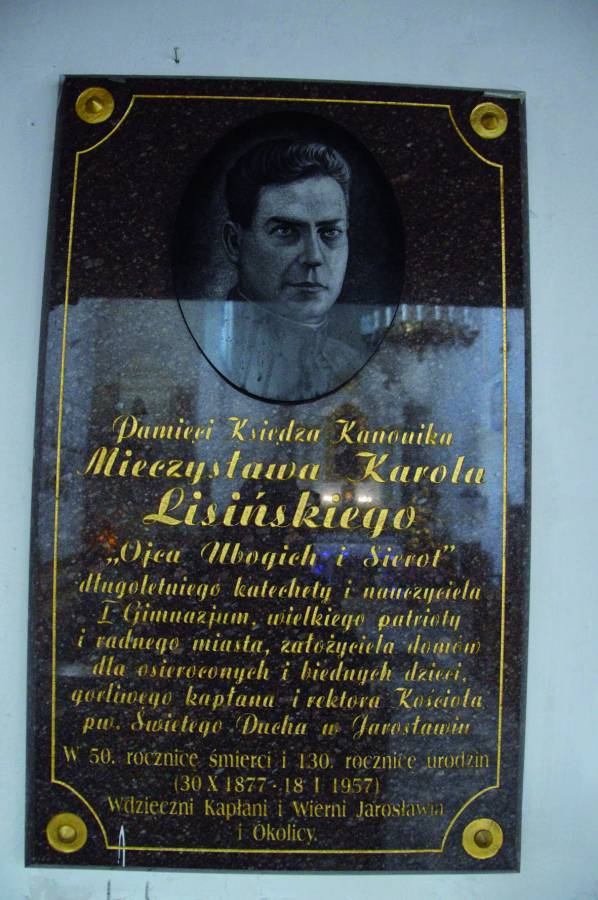 Pamięci Księdza Kanonika
Mieczysława Karola
Lisińskiego
„Ojca Ubogich i Sierot”
długoletniego katechety i nauczyciela
I Gimnazjum, wielkiego patrioty
i radnego miasta, założyciela domów
dla osieroconych i biednych dzieci,
gorliwego kapłana i rektora Kościoła
pw. Świętego Ducha w Jarosławiu
W 50. rocznicę śmierci i 130. rocznicę urodzin
(30 X 1877 - 18 I 1957)
Wdzięczni Kapłani i Wierni Jarosławia
i Okolicy.